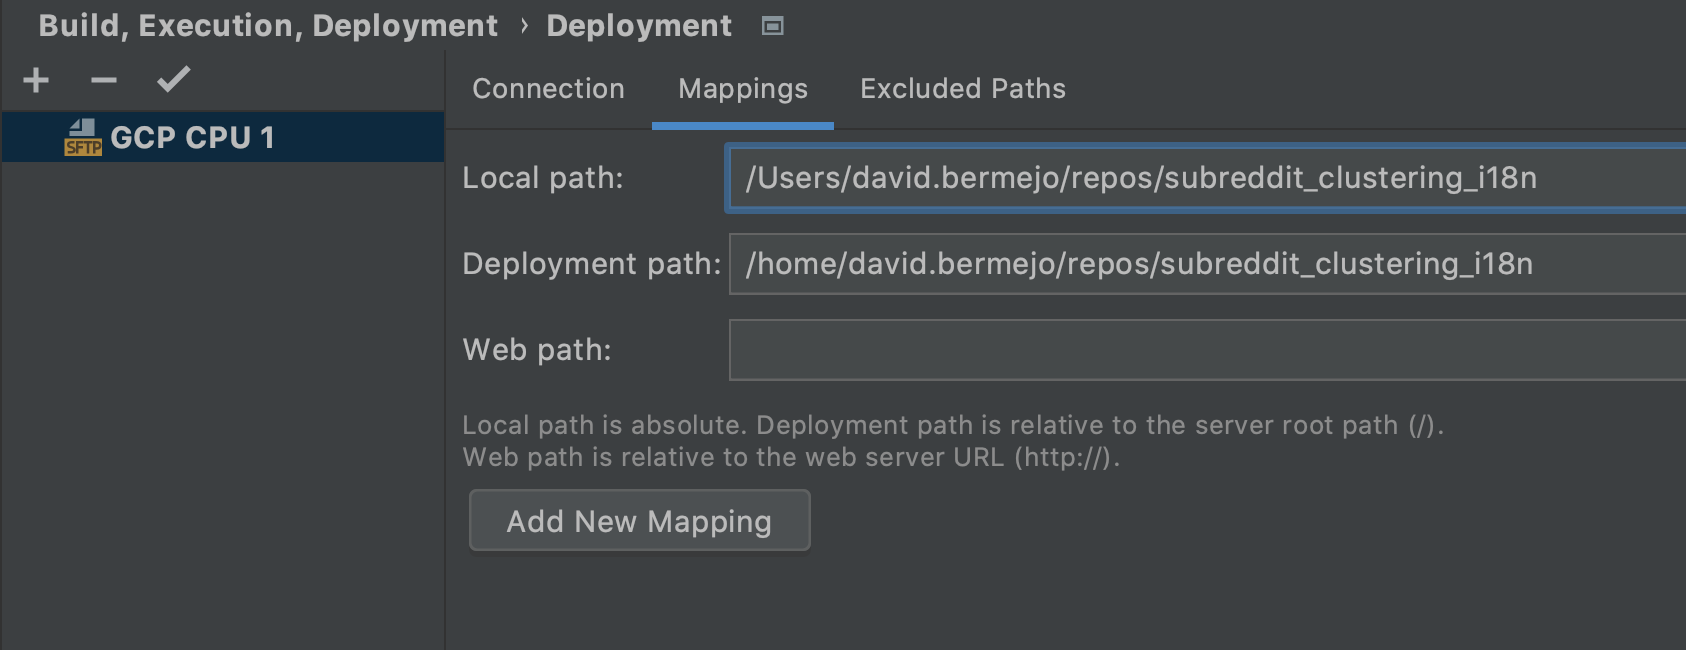 Build, Execution, Deployment › Deployment
Connection Mappings Excluded Paths
SFTP GCP CPU 1
Local path: /Users/david.bermejo/repos/subreddit_clustering_i18n
Deployment path: /home/david.bermejo/repos/subreddit_clustering_i18n
Web path:
Local path is absolute. Deployment path is relative to the server root path (/).
Web path is relative to the web server URL (http://).
Add New Mapping